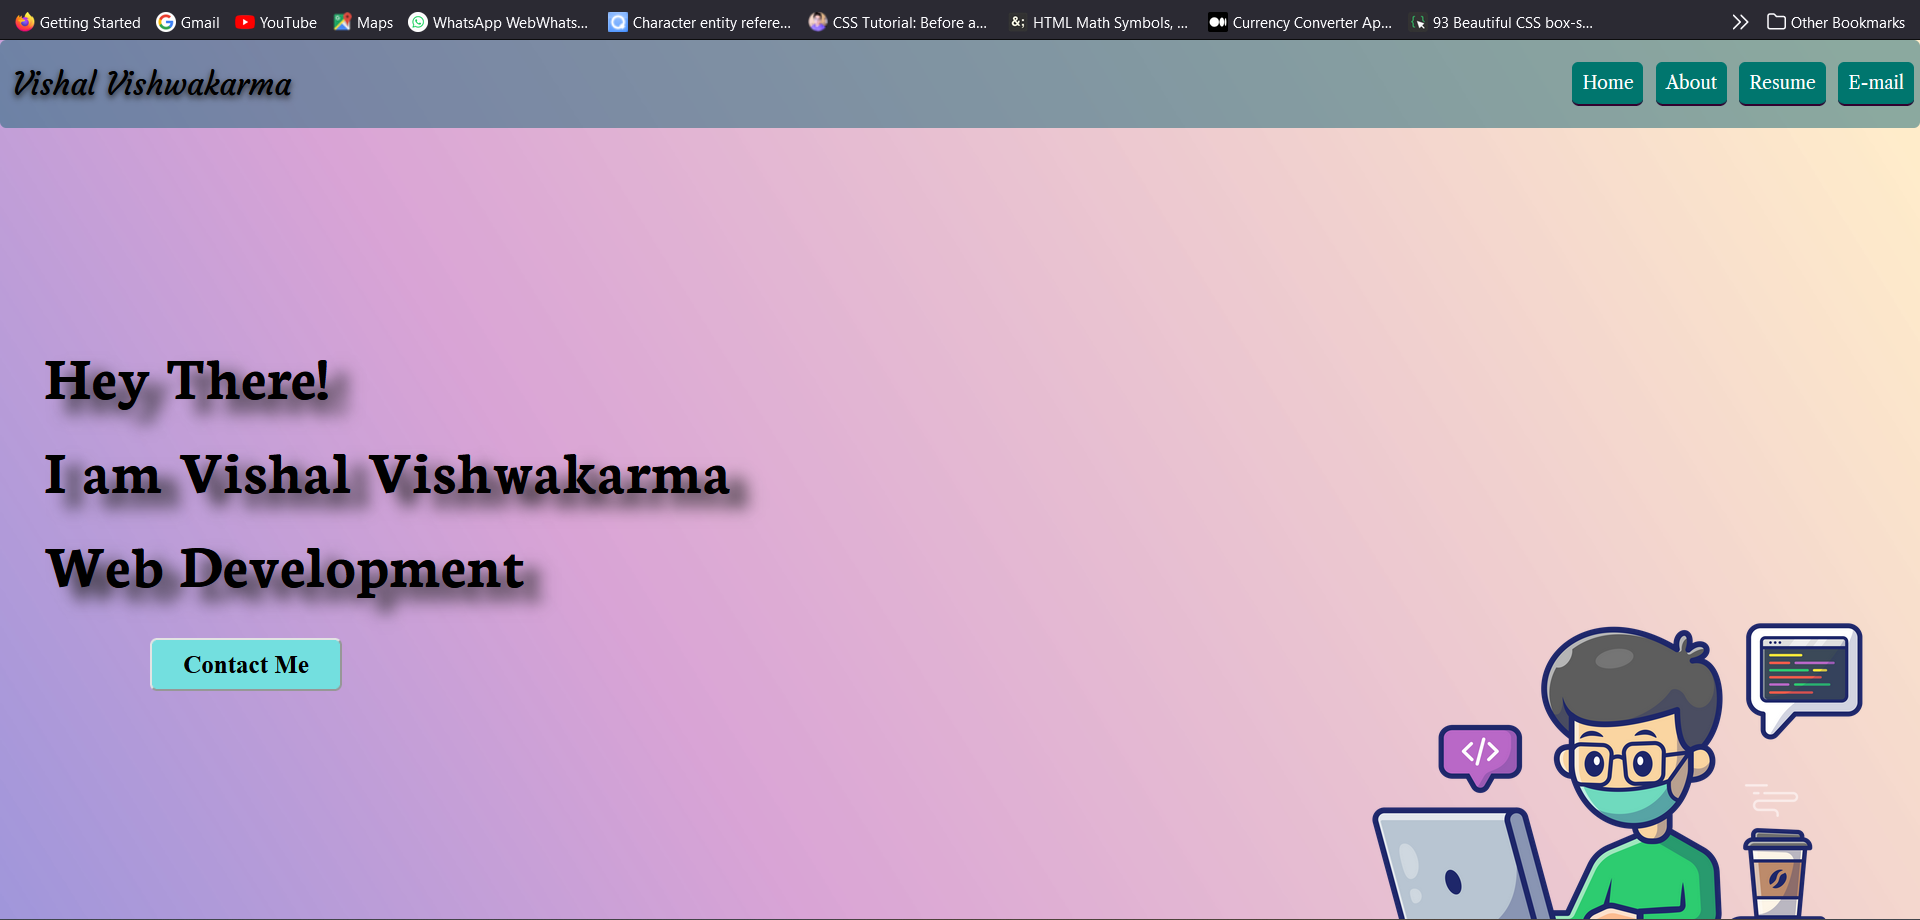 Getting Started Gmail YouTube Maps WhatsApp WebWhats... Character entity refere... CSS Tutorial: Before a... &; HTML Math Symbols, ... Currency Converter Ap... 93 Beautiful CSS box-s... Other Bookmarks
Vishal Vishwakarma Home About Resume E-mail
Hey There!
I am Vishal Vishwakarma
Web Development
Contact Me
</>